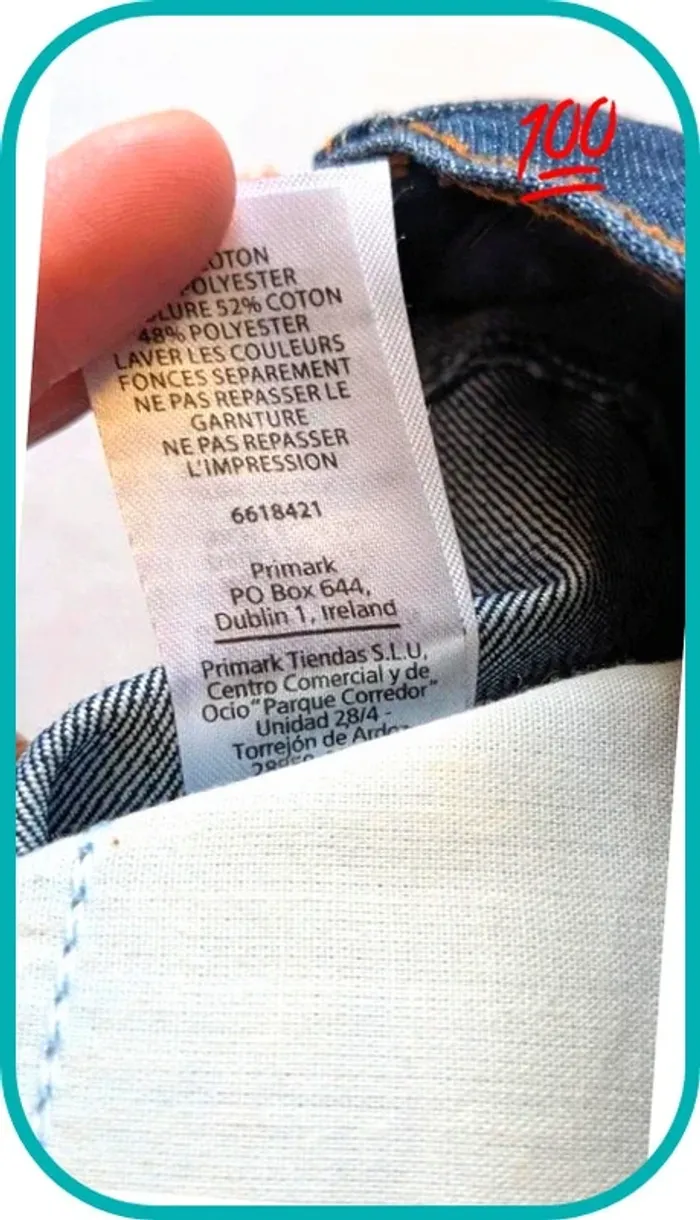 100
52% COTON
48% POLYESTER
LAVER LES COULEURS
FONCES SEPAREMENT
NE PAS REPASSER LE
GARNTURE
NE PAS REPASSER
L'IMPRESSION
6618421
Primark
PO Box 644,
Dublin 1, Ireland
Primark Tiendas S.L.U,
Centro Comercial y de
Ocio "Parque Corredor"
Unidad 28/4 -
Torrejón de